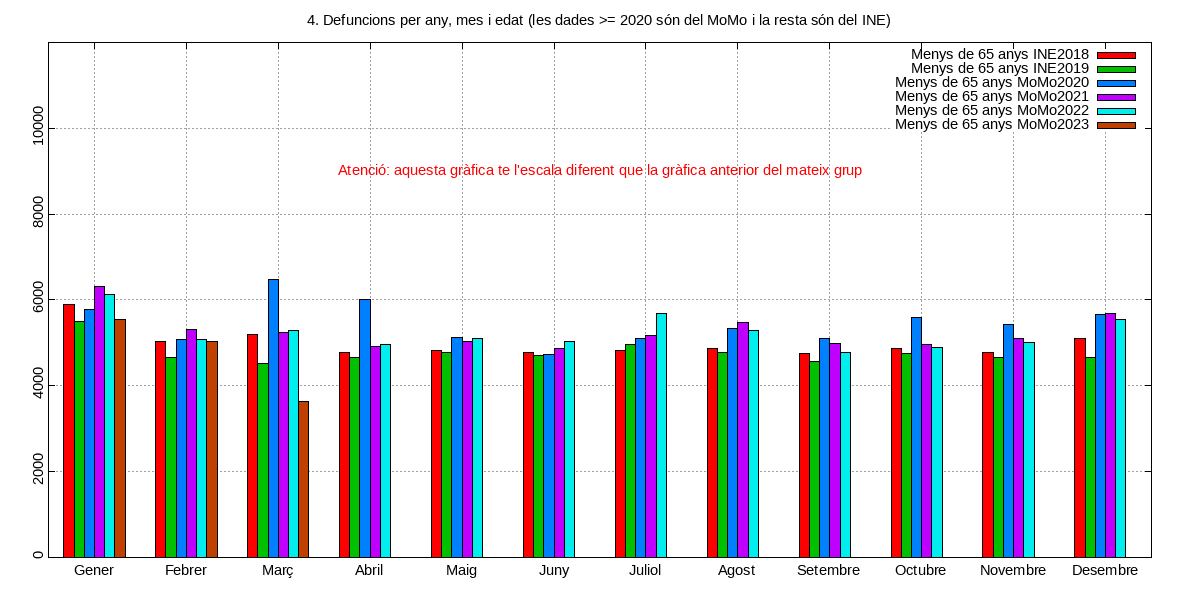 4. Defuncions per any, mes i edat (les dades >= 2020 són del MoMo i la resta són del INE)
Menys de 65 anys INE2018
Menys de 65 anys INE2019
Menys de 65 anys MoMo2020
Menys de 65 anys MoMo2021
Menys de 65 anys MoMo2022
Menys de 65 anys MoMo2023
Atenció: aquesta gràfica te l'escala diferent que la gràfica anterior del mateix grup
10000
8000
6000
4000
2000
0
Gener Febrer Març Abril Maig Juny Juliol Agost Setembre Octubre Novembre Desembre